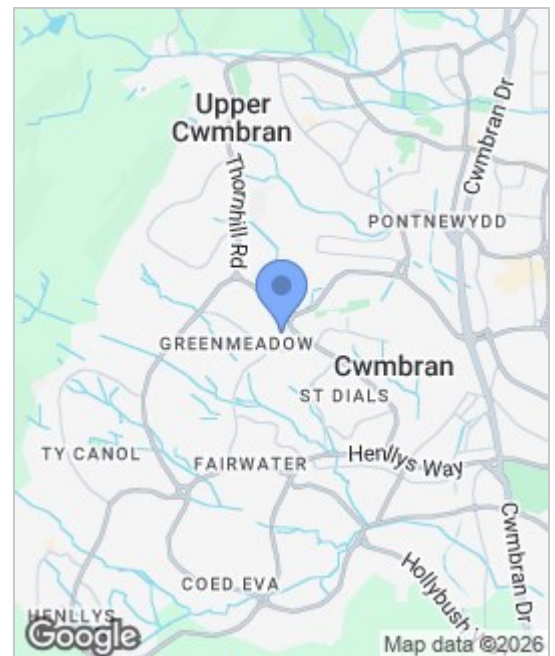 Upper
Cwmbran
Cwmbran Dr
Thornhill Rd
PONTNEWYDD
GREENMEADOW
Cwmbran
ST DIALS
TY CANOL
FAIRWATER
Henllys Way
Cwmbran Dr
COED EVA
Hollybush
HENLLYS
Google
Map data ©2026